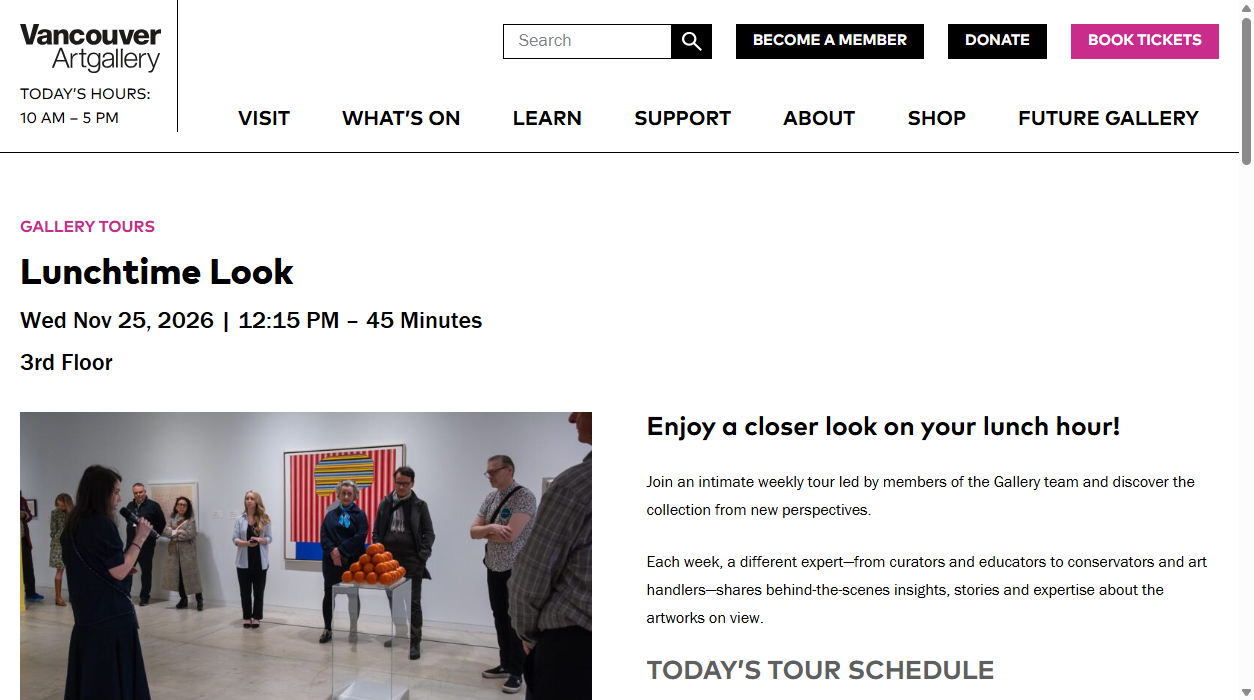 Vancouver
Artgallery
TODAY'S HOURS:
10 AM – 5 PM
Search
BECOME A MEMBER
DONATE
BOOK TICKETS
VISIT
WHAT'S ON
LEARN
SUPPORT
ABOUT
SHOP
FUTURE GALLERY
GALLERY TOURS
Lunchtime Look
Wed Nov 25, 2026 | 12:15 PM – 45 Minutes
3rd Floor
Enjoy a closer look on your lunch hour!
Join an intimate weekly tour led by members of the Gallery team and discover the
collection from new perspectives.
Each week, a different expert—from curators and educators to conservators and art
handlers—shares behind-the-scenes insights, stories and expertise about the
artworks on view.
TODAY'S TOUR SCHEDULE